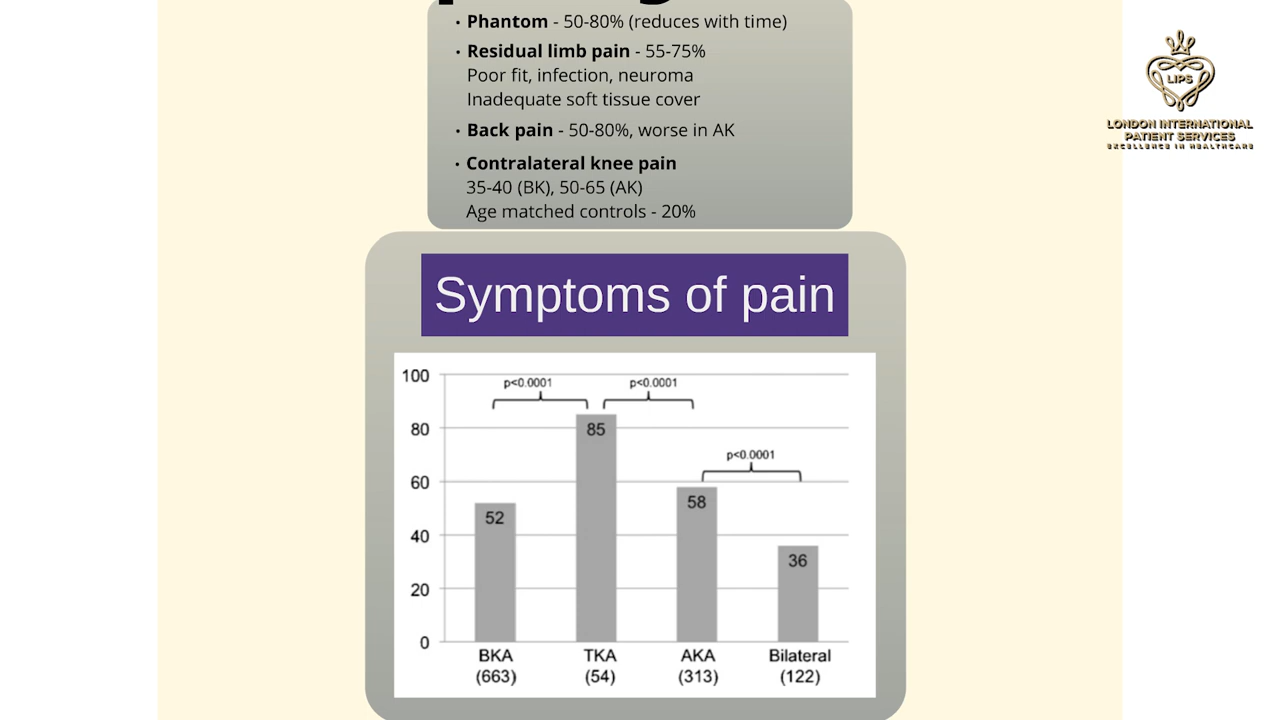 · Phantom - 50-80% (reduces with time)
· Residual limb pain - 55-75%
Poor fit, infection, neuroma
Inadequate soft tissue cover
· Back pain - 50-80%, worse in AK
· Contralateral knee pain
35-40 (BK), 50-65 (AK)
Age matched controls - 20%
LIPS
LONDON INTERNATIONAL
PATIENT SERVICES
EXCELLENCE IN HEALTHCARE
Symptoms of pain
100
80
60
40
20
0
p<0.0001
p<0.0001
p<0.0001
52
85
58
36
BKA
(663)
TKA
(54)
AKA
(313)
Bilateral
(122)